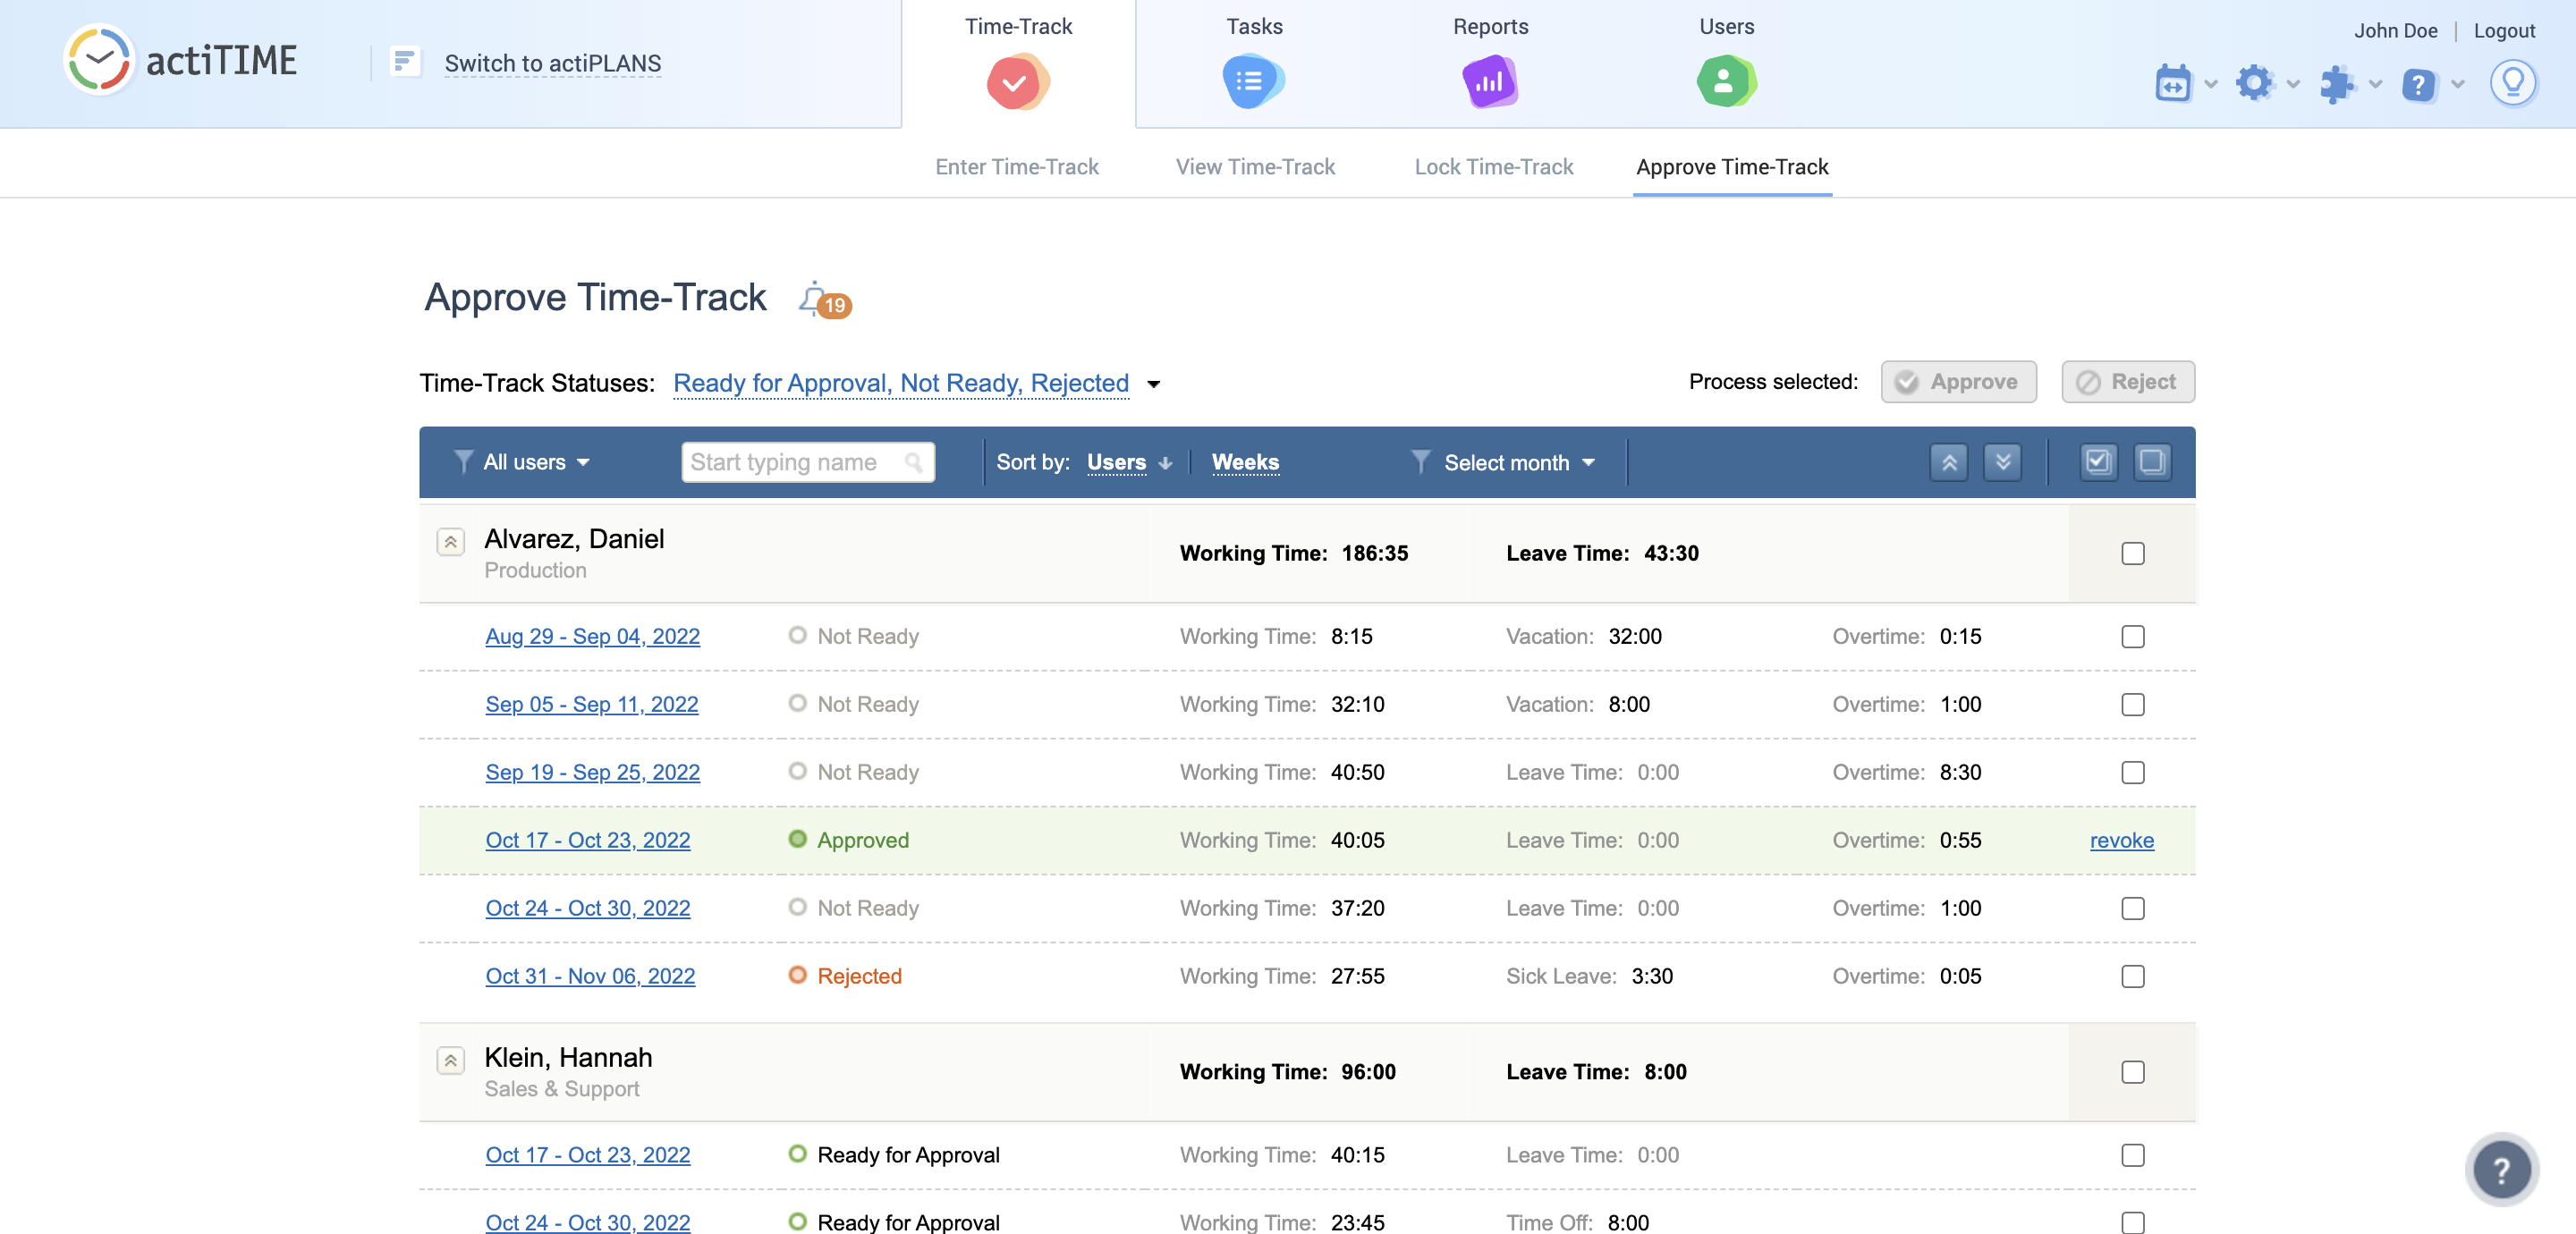 actiTIME
Switch to actiPLANS
Time-Track
Tasks
Reports
Users
John Doe
Logout
Enter Time-Track
View Time-Track
Lock Time-Track
Approve Time-Track
Approve Time-Track
19
Time-Track Statuses: Ready for Approval, Not Ready, Rejected
Process selected: Approve Reject
All users Start typing name Sort by: Users Weeks Select month
Alvarez, Daniel
Production
Working Time: 186:35 Leave Time: 43:30
Aug 29 - Sep 04, 2022 Not Ready Working Time: 8:15 Vacation: 32:00 Overtime: 0:15
Sep 05 - Sep 11, 2022 Not Ready Working Time: 32:10 Vacation: 8:00 Overtime: 1:00
Sep 19 - Sep 25, 2022 Not Ready Working Time: 40:50 Leave Time: 0:00 Overtime: 8:30
Oct 17 - Oct 23, 2022 Approved Working Time: 40:05 Leave Time: 0:00 Overtime: 0:55 revoke
Oct 24 - Oct 30, 2022 Not Ready Working Time: 37:20 Leave Time: 0:00 Overtime: 1:00
Oct 31 - Nov 06, 2022 Rejected Working Time: 27:55 Sick Leave: 3:30 Overtime: 0:05
Klein, Hannah
Sales & Support
Working Time: 96:00 Leave Time: 8:00
Oct 17 - Oct 23, 2022 Ready for Approval Working Time: 40:15 Leave Time: 0:00
Oct 24 - Oct 30, 2022 Ready for Approval Working Time: 23:45 Time Off: 8:00
?